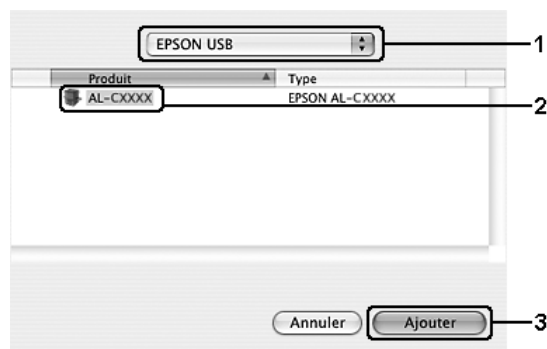 EPSON USB
1
Produit Type
AL-CXXXX EPSON AL-CXXXX
2
Annuler Ajouter
3